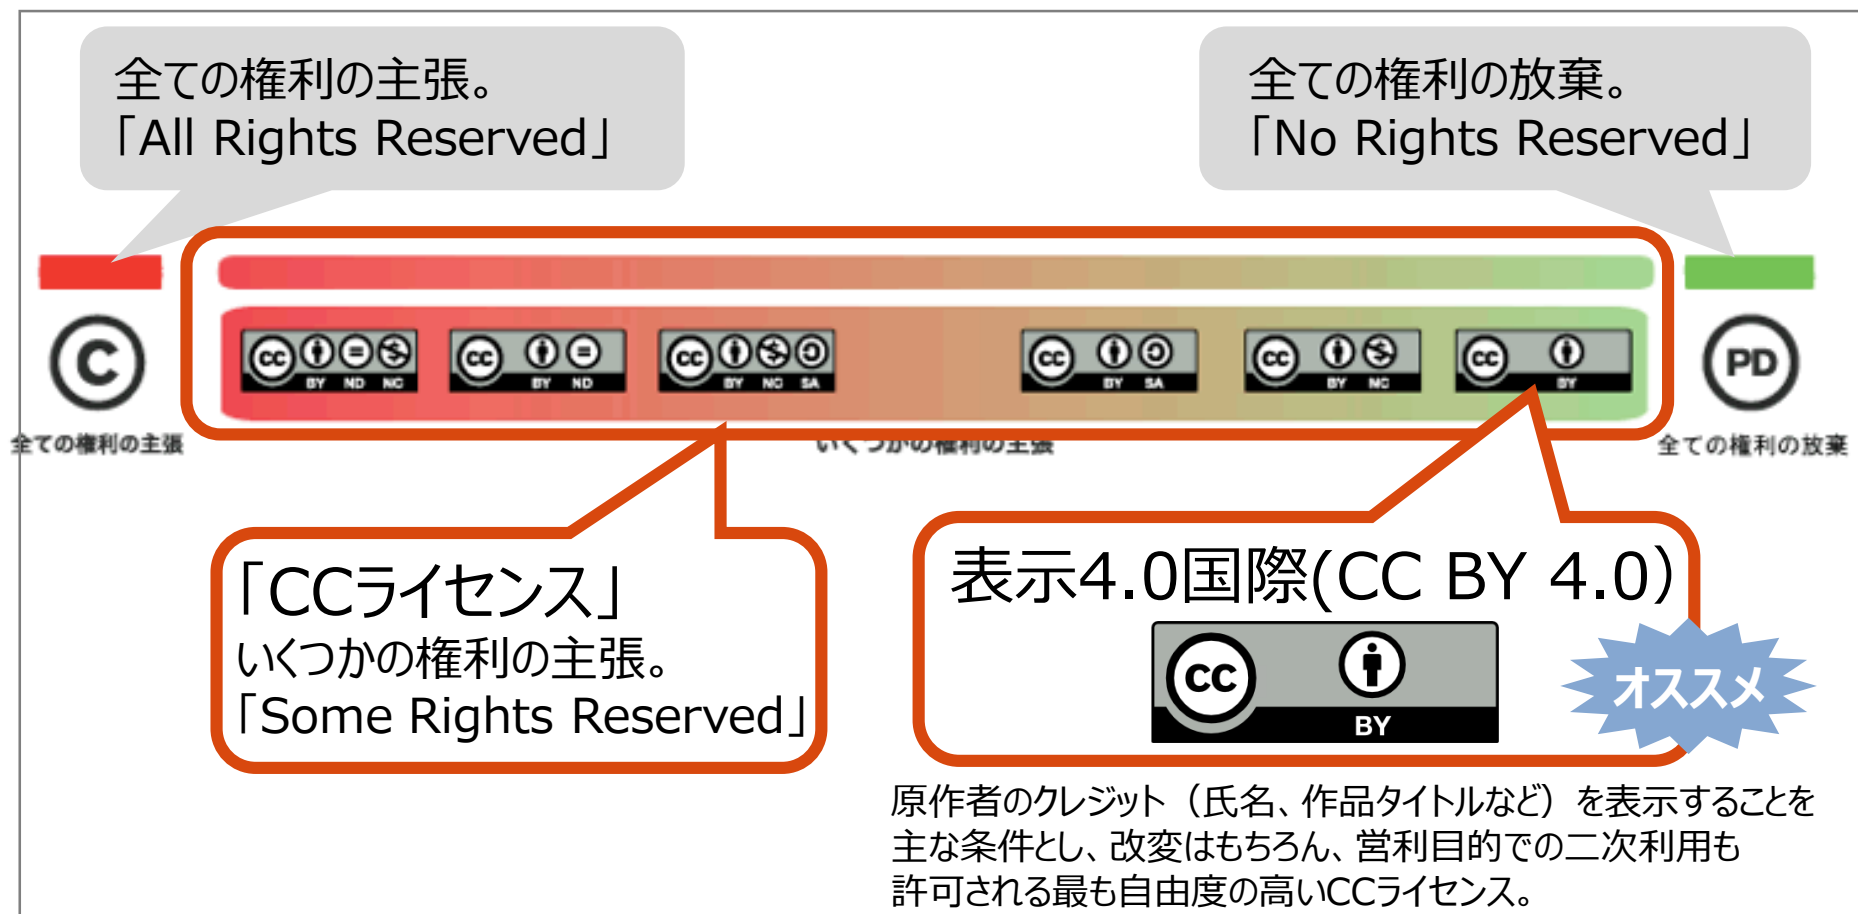 全ての権利の主張。
「All Rights Reserved」
全ての権利の放棄。
「No Rights Reserved」
C
cc BY ND NC
cc BY ND
cc BY NC SA
cc BY SA
cc BY NC
cc BY
PD
全ての権利の主張
いくつかの権利の主張
全ての権利の放棄
「CCライセンス」
いくつかの権利の主張。
「Some Rights Reserved」
表示4.0国際(CC BY 4.0）
cc
BY
オススメ
原作者のクレジット（氏名、作品タイトルなど）を表示することを
主な条件とし、改変はもちろん、営利目的での二次利用も
許可される最も自由度の高いCCライセンス。